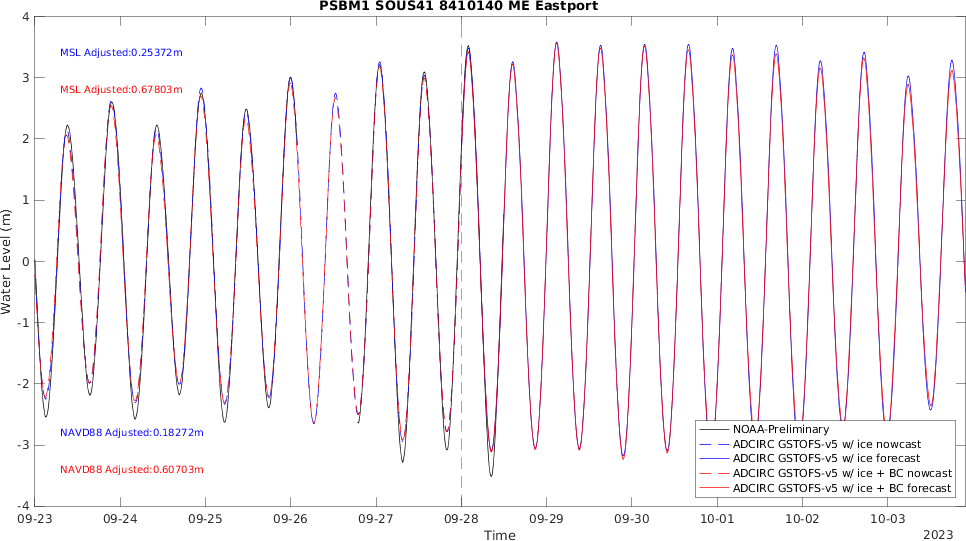 PSBM1 SOUS41 8410140 ME Eastport
4
3
2
1
0
-1
-2
-3
-4
Water Level (m)
MSL Adjusted:0.25372m
MSL Adjusted:0.67803m
NAVD88 Adjusted:0.18272m
NAVD88 Adjusted:0.60703m
NOAA-Preliminary
ADCIRC GSTOFS-v5 w/ ice nowcast
ADCIRC GSTOFS-v5 w/ ice forecast
ADCIRC GSTOFS-v5 w/ ice + BC nowcast
ADCIRC GSTOFS-v5 w/ ice + BC forecast
09-23 09-24 09-25 09-26 09-27 09-28 09-29 09-30 10-01 10-02 10-03
Time
2023